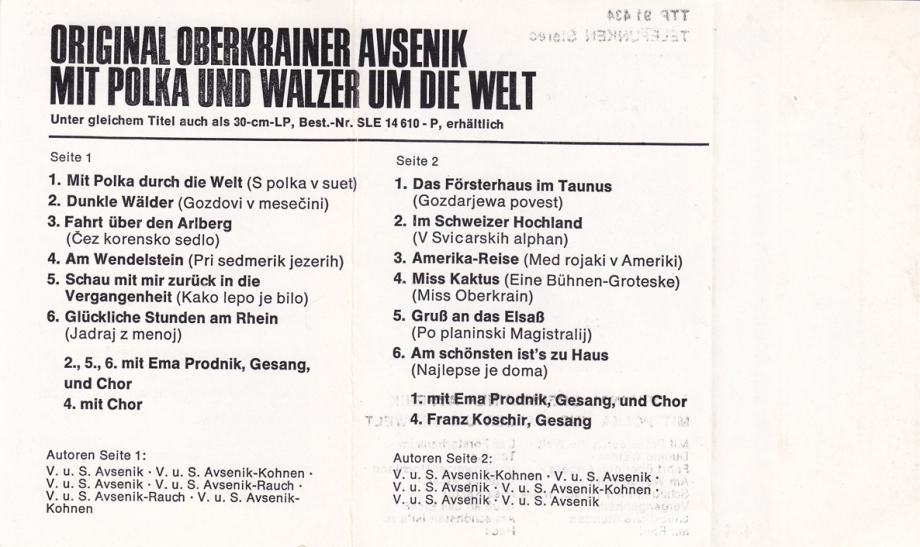 TTP 91 434
TELEFUNKEN Stereo
ORIGINAL OBERKRAINER AVSENIK
MIT POLKA UND WALZER UM DIE WELT
Unter gleichem Titel auch als 30-cm-LP, Best.-Nr. SLE 14 610 - P, erhältlich
Seite 1
1. Mit Polka durch die Welt (S polka v suet)
2. Dunkle Wälder (Gozdovi v mesečini)
3. Fahrt über den Arlberg
(Čez korensko sedlo)
4. Am Wendelstein (Pri sedmerik jezerih)
5. Schau mit mir zurück in die
Vergangenheit (Kako lepo je bilo)
6. Glückliche Stunden am Rhein
(Jadraj z menoj)
2., 5., 6. mit Ema Prodnik, Gesang,
und Chor
4. mit Chor
Autoren Seite 1:
V. u. S. Avsenik · V. u. S. Avsenik-Kohnen ·
V. u. S. Avsenik · V. u. S. Avsenik-Rauch ·
V. u. S. Avsenik-Rauch · V. u. S. Avsenik-
Kohnen
Seite 2
1. Das Försterhaus im Taunus
(Gozdarjewa povest)
2. Im Schweizer Hochland
(V Svicarskih alphan)
3. Amerika-Reise (Med rojaki v Ameriki)
4. Miss Kaktus (Eine Bühnen-Groteske)
(Miss Oberkrain)
5. Gruß an das Elsaß
(Po planinski Magistralij)
6. Am schönsten ist's zu Haus
(Najlepse je doma)
1. mit Ema Prodnik, Gesang, und Chor
4. Franz Koschir, Gesang
Autoren Seite 2:
V. u. S. Avsenik-Kohnen · V. u. S. Avsenik ·
V. u. S. Avsenik · V. u. S. Avsenik-Kohnen ·
V. u. S. Avsenik · V. u. S. Avsenik